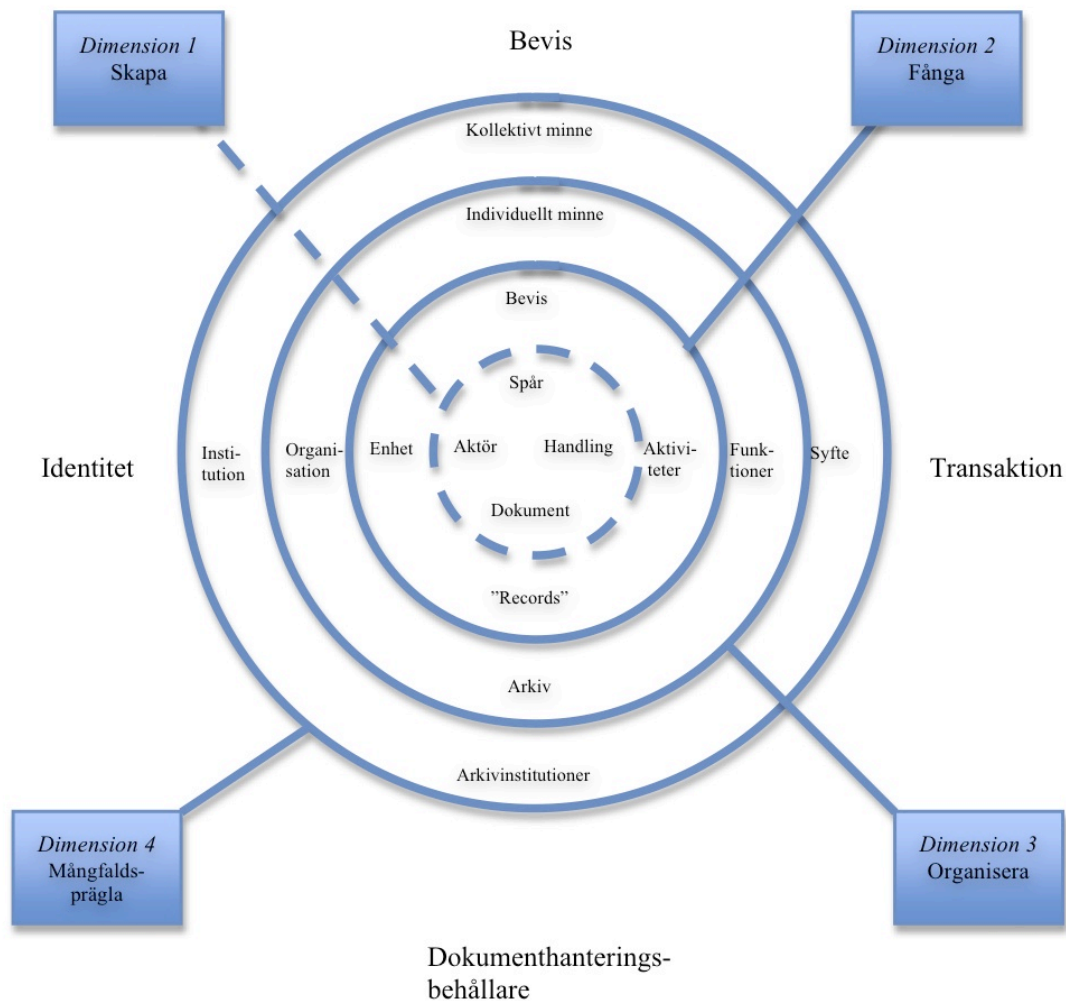 Dimension 1
Skapa
Bevis
Dimension 2
Fånga
Kollektivt minne
Individuellt minne
Bevis
Spår
Identitet
Insti-
tution
Organi-
sation
Enhet
Aktör
Handling
Aktivi-
teter
Funk-
tioner
Syfte
Transaktion
Dokument
”Records”
Arkiv
Arkivinstitutioner
Dimension 4
Mångfalds-
prägla
Dimension 3
Organisera
Dokumenthanterings-
behållare